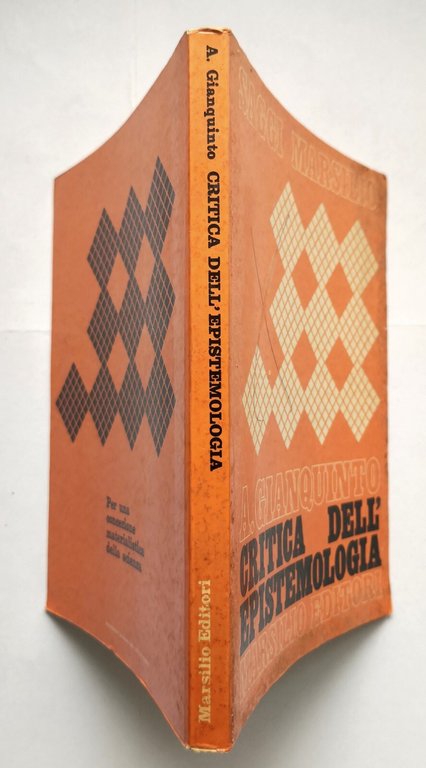 A. Gianquinto CRITICA DELL'EPISTEMOLOGIA
Marsilio Editori
SAGGI MARSILIO
A. GIANQUINTO
CRITICA DELL'
EPISTEMOLOGIA
MARSILIO EDITORI
Per una
concezione
materialistica
della scienza